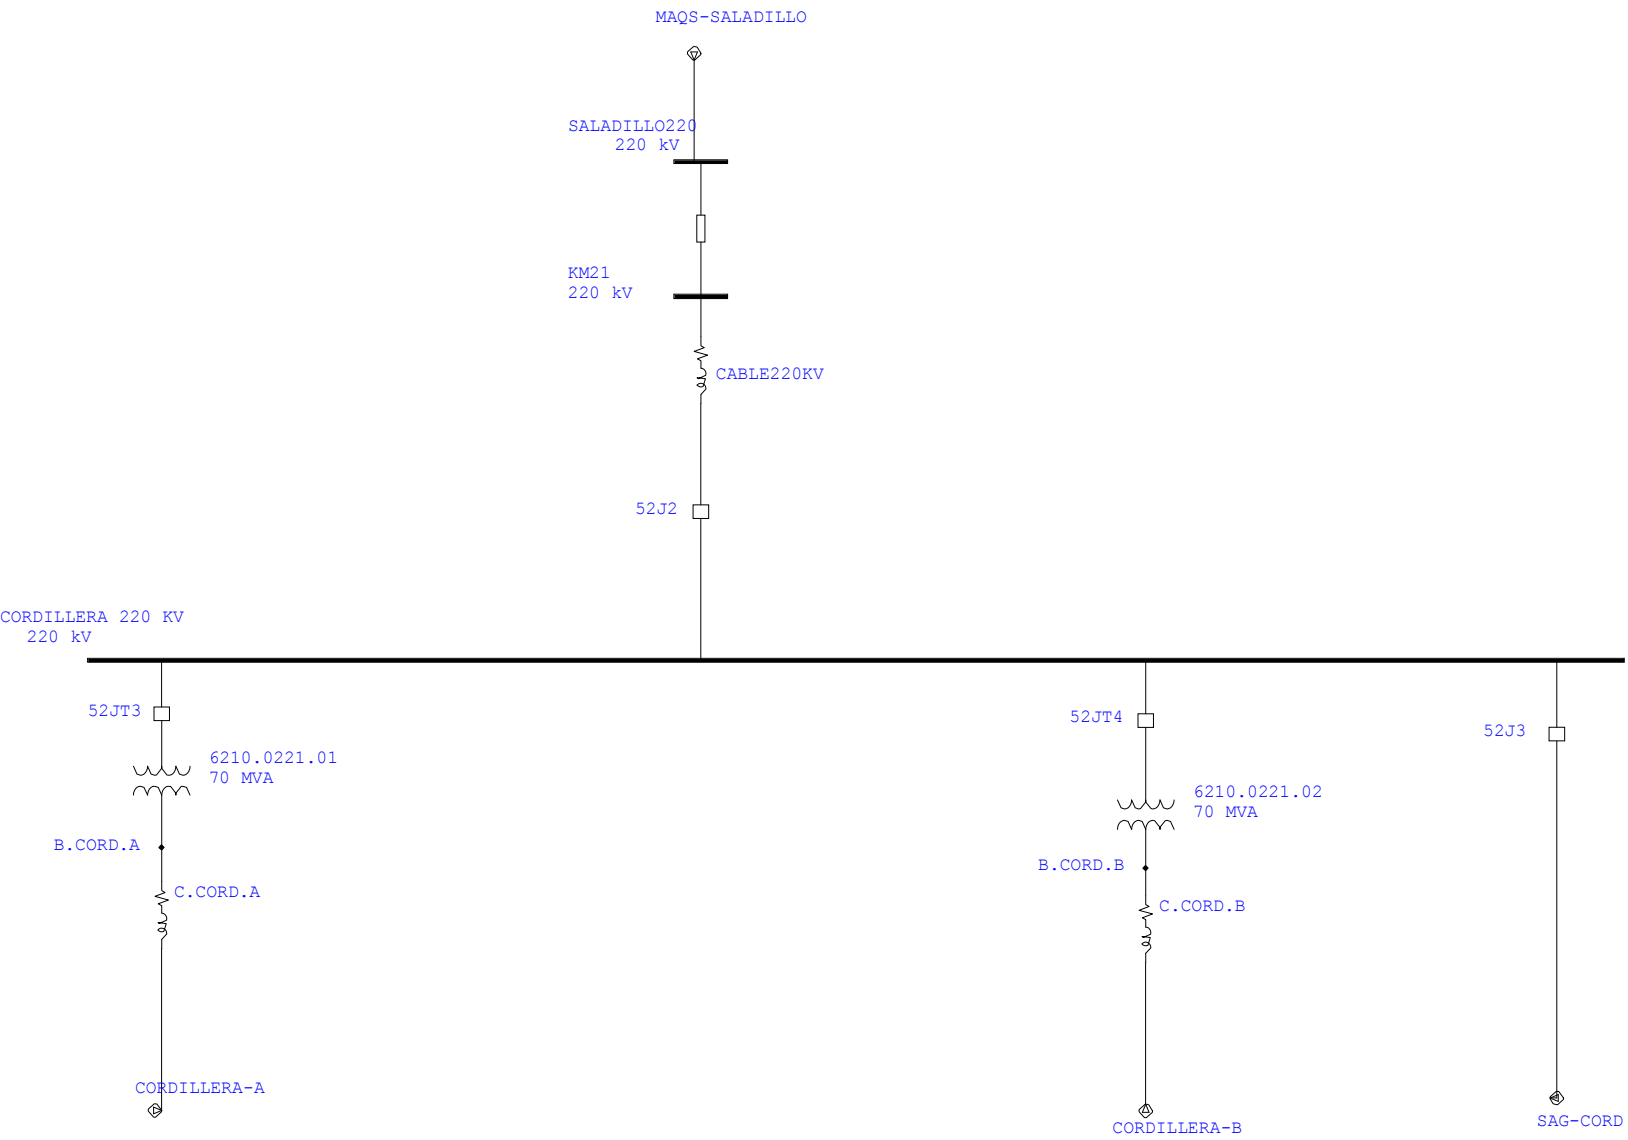 MAQS-SALADILLO
SALADILLO220
220 kV
KM21
220 kV
CABLE220KV
52J2
CORDILLERA 220 KV
220 kV
52JT3
52JT4
52J3
6210.0221.01
70 MVA
6210.0221.02
70 MVA
B.CORD.A
B.CORD.B
C.CORD.A
C.CORD.B
CORDILLERA-A
CORDILLERA-B
SAG-CORD